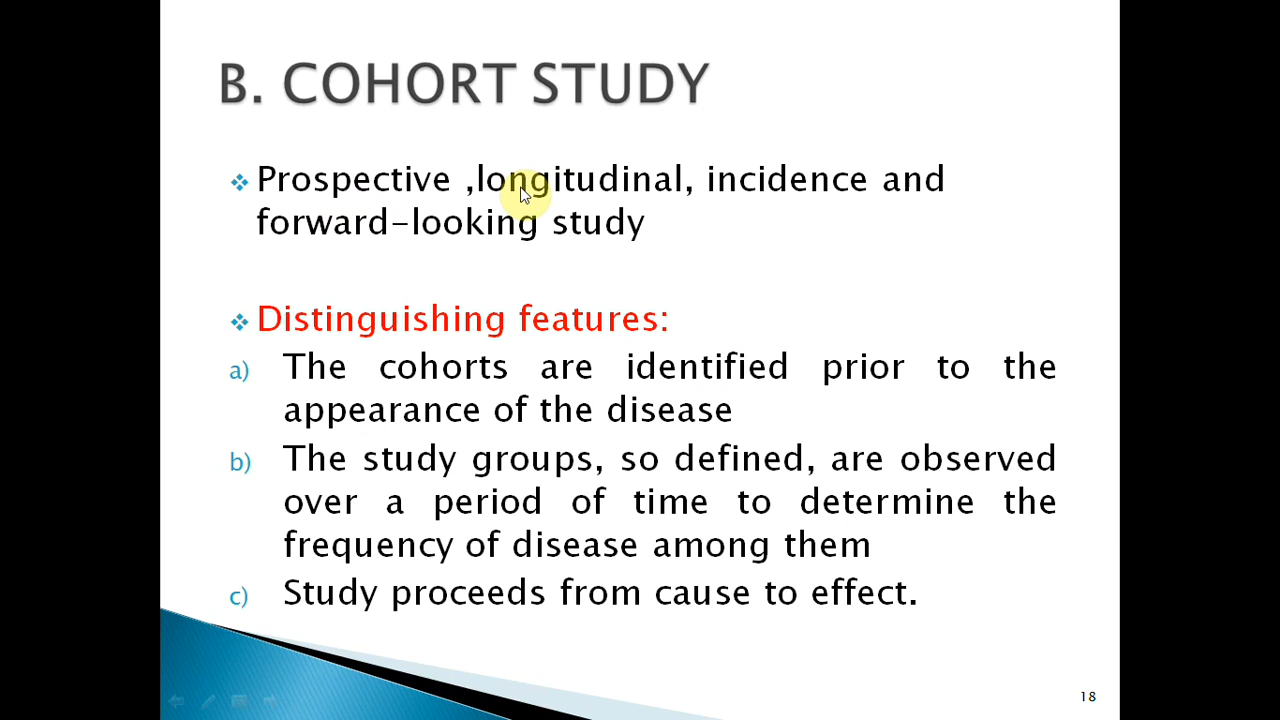 B. COHORT STUDY
❖ Prospective ,longitudinal, incidence and
forward-looking study
❖ Distinguishing features:
a) The cohorts are identified prior to the
appearance of the disease
b) The study groups, so defined, are observed
over a period of time to determine the
frequency of disease among them
c) Study proceeds from cause to effect.
18